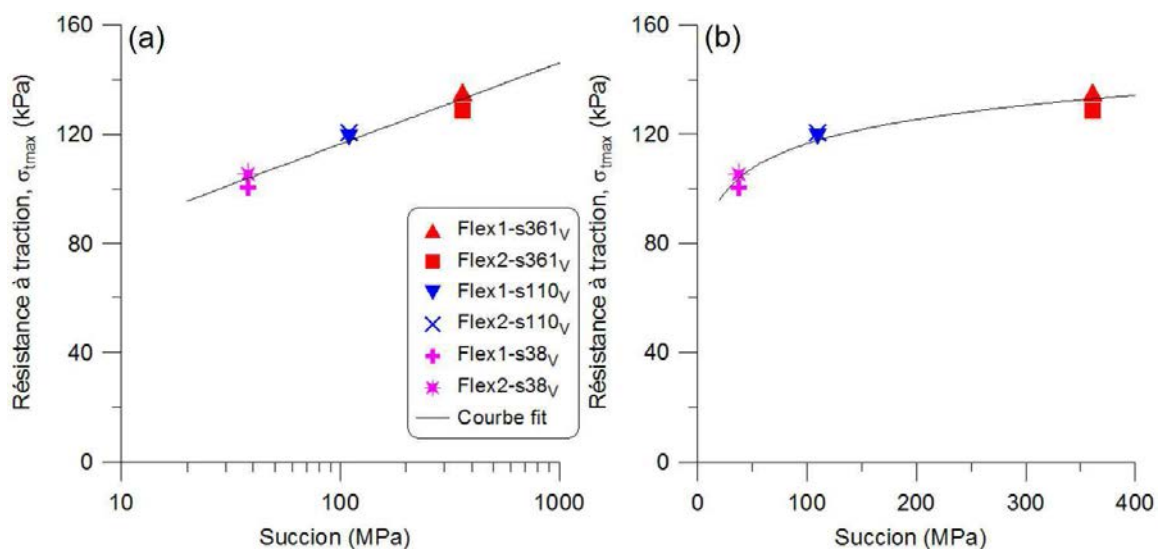 (a)
160
120
80
40
0
Résistance à traction, σtmax (kPa)
10
100
1000
Succion (MPa)
Flex1-s361V
Flex2-s361V
Flex1-s110V
Flex2-s110V
Flex1-s38V
Flex2-s38V
Courbe fit
(b)
160
120
80
40
0
Résistance à traction, σtmax (kPa)
0
100
200
300
400
Succion (MPa)